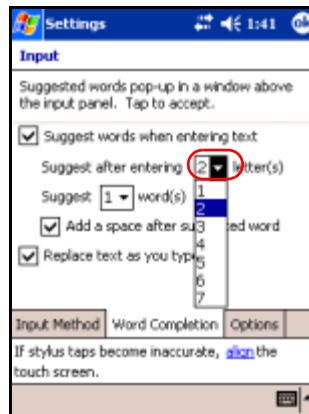 Settings 1:41 ok
Input
Suggested words pop-up in a window above
the input panel. Tap to accept.
Suggest words when entering text
Suggest after entering 2 letter(s)
Suggest 1 word(s)
1
2
3
4
5
6
7
Add a space after su ed word
Replace text as you typ
Input Method Word Completion Options
If stylus taps become inaccurate, align the
touch screen.